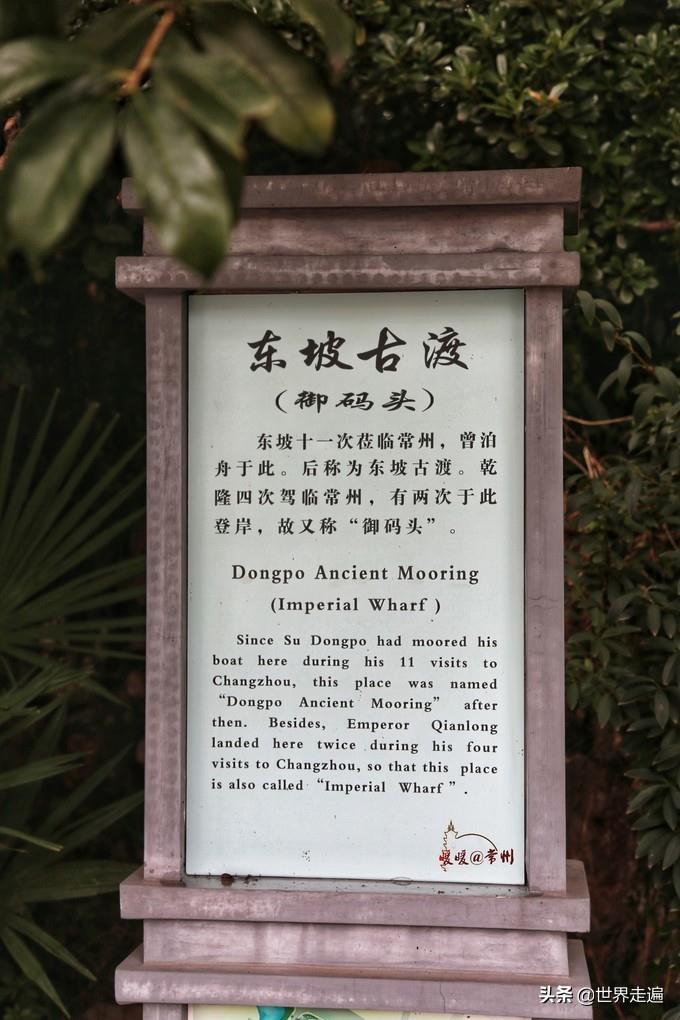 东坡古渡
（御码头）
东坡十一次莅临常州，曾泊
舟于此。后称为东坡古渡。乾
隆四次驾临常州，有两次于此
登岸，故又称“御码头”。
Dongpo Ancient Mooring
(Imperial Wharf )
Since Su Dongpo had moored his
boat here during his 11 visits to
Changzhou, this place was named
“Dongpo Ancient Mooring” after
then. Besides, Emperor Qianlong
landed here twice during his four
visits to Changzhou, so that this place
is also called “Imperial Wharf ”.
暖暖@常州
头条 @世界走遍